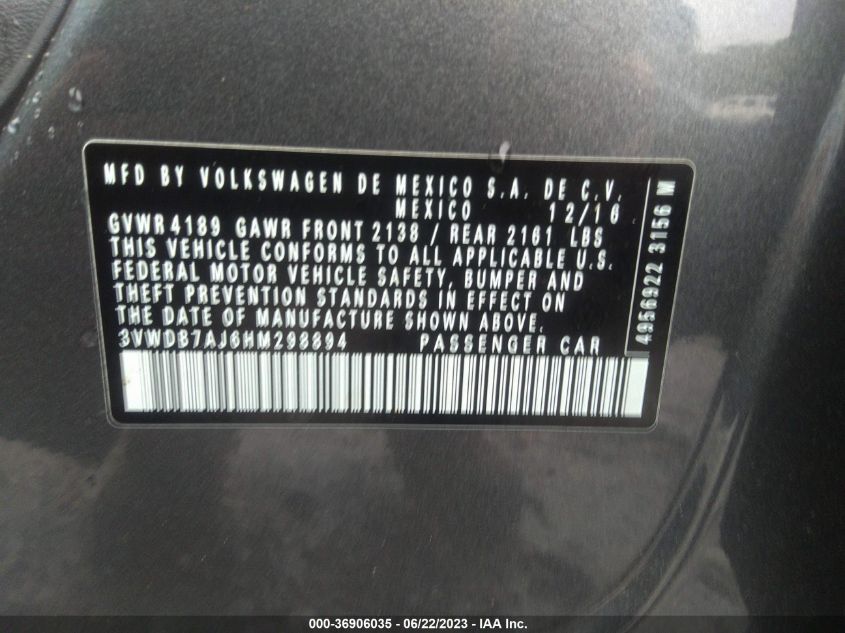 MFD BY VOLKSWAGEN DE MEXICO S.A. DE C.V.
MEXICO 12/16
GVWR 4189 GAWR FRONT 2138 / REAR 2161 LBS
THIS VEHICLE CONFORMS TO ALL APPLICABLE U.S.
FEDERAL MOTOR VEHICLE SAFETY, BUMPER AND
THEFT PREVENTION STANDARDS IN EFFECT ON
THE DATE OF MANUFACTURE SHOWN ABOVE.
3VWDB7AJ6HM298894 PASSENGER CAR
4956922 3156 M
000-36906035 - 06/22/2023 - IAA Inc.